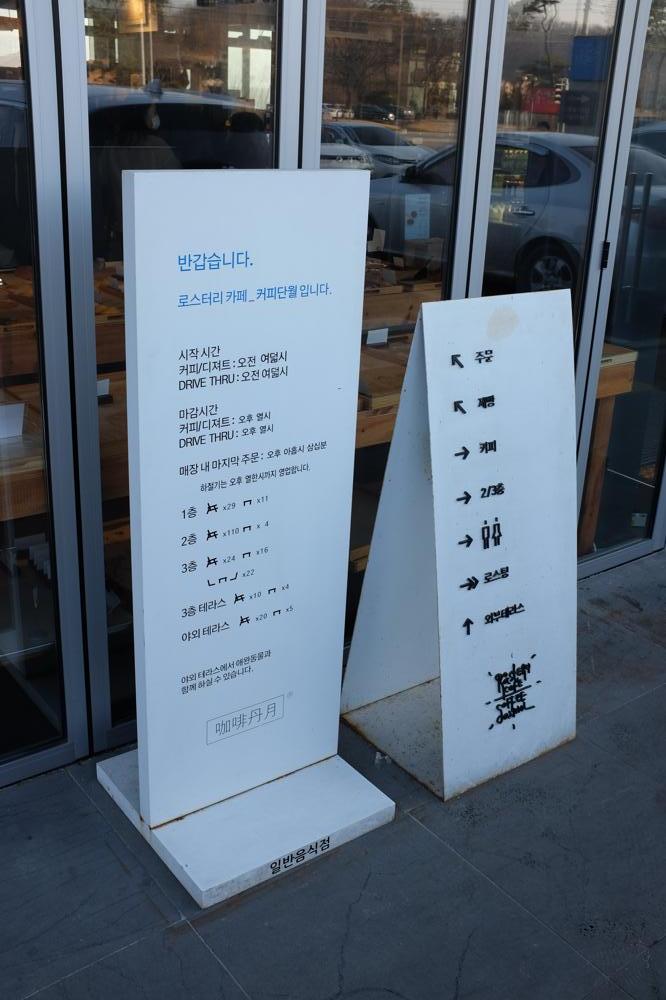 반갑습니다.
로스터리 카페_커피단월 입니다.
시작 시간
커피/디져트 : 오전 여덟시
DRIVE THRU : 오전 여덟시
마감시간
커피/디져트 : 오후 열시
DRIVE THRU : 오후 열시
매장 내 마지막 주문 : 오후 아홉시 삼십분
하절기는 오후 열한시까지 영업합니다.
1층 x29 x11
2층 x110 x 4
3층 x24 x16
x22
3층 테라스 x10 x4
야외 테라스 x20 x5
야외 테라스에서 애완동물과
함께 하실 수 있습니다.
咖啡丹月®
일반음식점
↖ 주문
↖ 계산
→ 커피
→ 2/3층
→
→ 로스팅
↑ 외부테라스